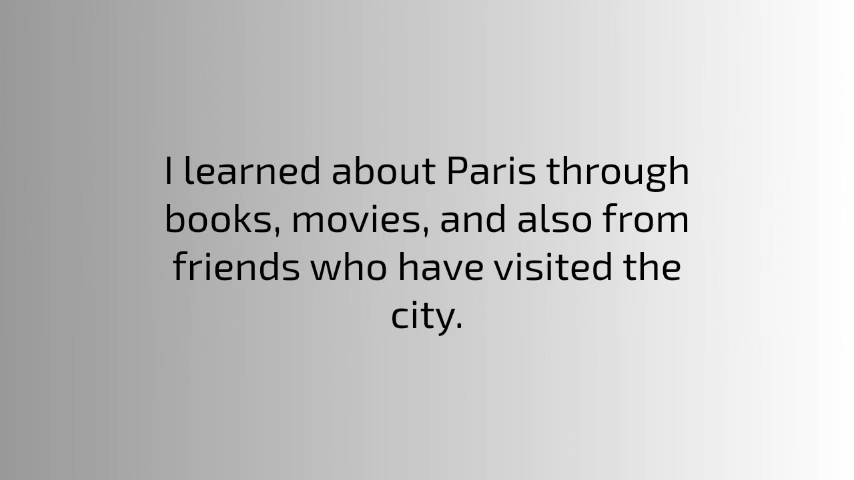 I learned about Paris through
books, movies, and also from
friends who have visited the
city.